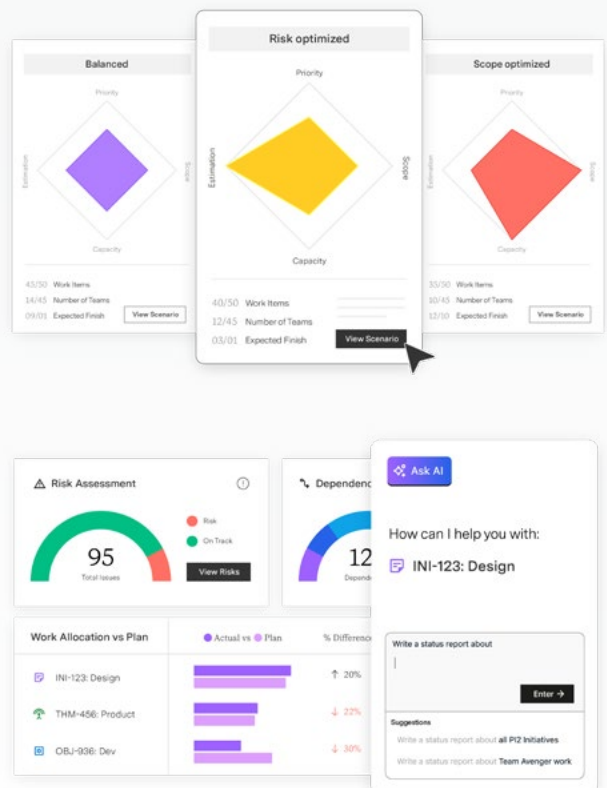 Balanced
Priority
Estimation
Scope
Capacity
43/50 Work Items
14/45 Number of Teams
09/01 Expected Finish
View Scenario
Risk optimized
Priority
Estimation
Scope
Capacity
40/50 Work Items
12/45 Number of Teams
03/01 Expected Finish
View Scenario
Scope optimized
Priority
Scope
Capacity
33/50 Work Items
10/45 Number of Teams
12/10 Expected Finish
View Scenario
Risk Assessment
95
Total Issues
Risk
On Track
View Risks
Dependenc
12
Depend
Work Allocation vs Plan
Actual vs Plan
% Difference
INI-123: Design
↑ 20%
THM-456: Product
↓ 22%
OBJ-936: Dev
↓ 30%
Ask AI
How can I help you with:
INI-123: Design
Write a status report about
Enter →
Suggestions
Write a status report about all PI2 Initiatives
Write a status report about Team Avenger work